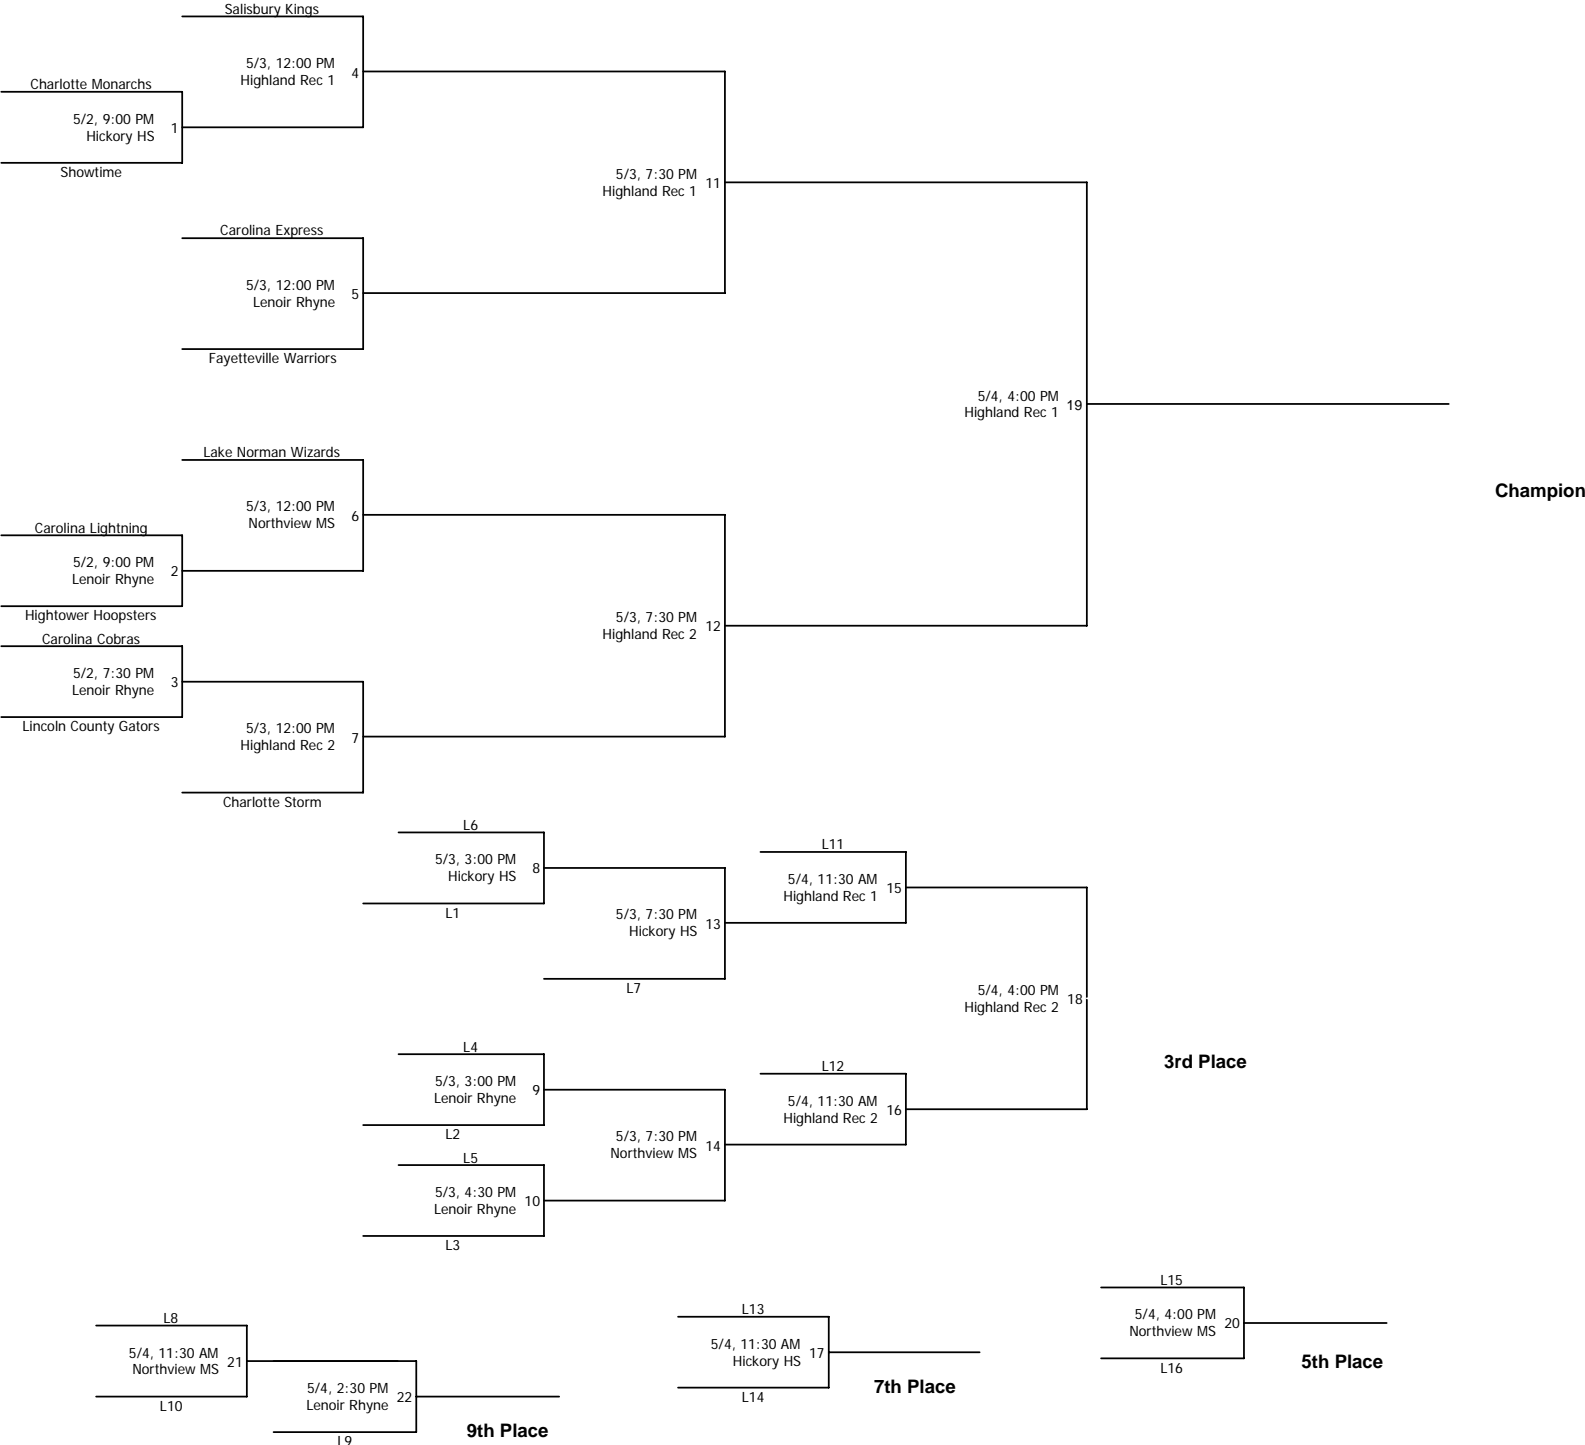 Salisbury Kings
5/3, 12:00 PM
Highland Rec 1
4
Charlotte Monarchs
5/2, 9:00 PM
Hickory HS
1
Showtime
5/3, 7:30 PM
Highland Rec 1
11
Carolina Express
5/3, 12:00 PM
Lenoir Rhyne
5
Fayetteville Warriors
5/4, 4:00 PM
Highland Rec 1
19
Champion
Lake Norman Wizards
5/3, 12:00 PM
Northview MS
6
Carolina Lightning
5/2, 9:00 PM
Lenoir Rhyne
2
Hightower Hoopsters
5/3, 7:30 PM
Highland Rec 2
12
Carolina Cobras
5/2, 7:30 PM
Lenoir Rhyne
3
Lincoln County Gators
5/3, 12:00 PM
Highland Rec 2
7
Charlotte Storm
L6
5/3, 3:00 PM
Hickory HS
8
L1
5/3, 7:30 PM
Hickory HS
13
L7
L11
5/4, 11:30 AM
Highland Rec 1
15
5/4, 4:00 PM
Highland Rec 2
18
3rd Place
L4
5/3, 3:00 PM
Lenoir Rhyne
9
L2
L12
5/4, 11:30 AM
Highland Rec 2
16
5/3, 7:30 PM
Northview MS
14
L5
5/3, 4:30 PM
Lenoir Rhyne
10
L3
L8
5/4, 11:30 AM
Northview MS
21
L10
5/4, 2:30 PM
Lenoir Rhyne
22
L9
9th Place
L13
5/4, 11:30 AM
Hickory HS
17
L14
7th Place
L15
5/4, 4:00 PM
Northview MS
20
L16
5th Place